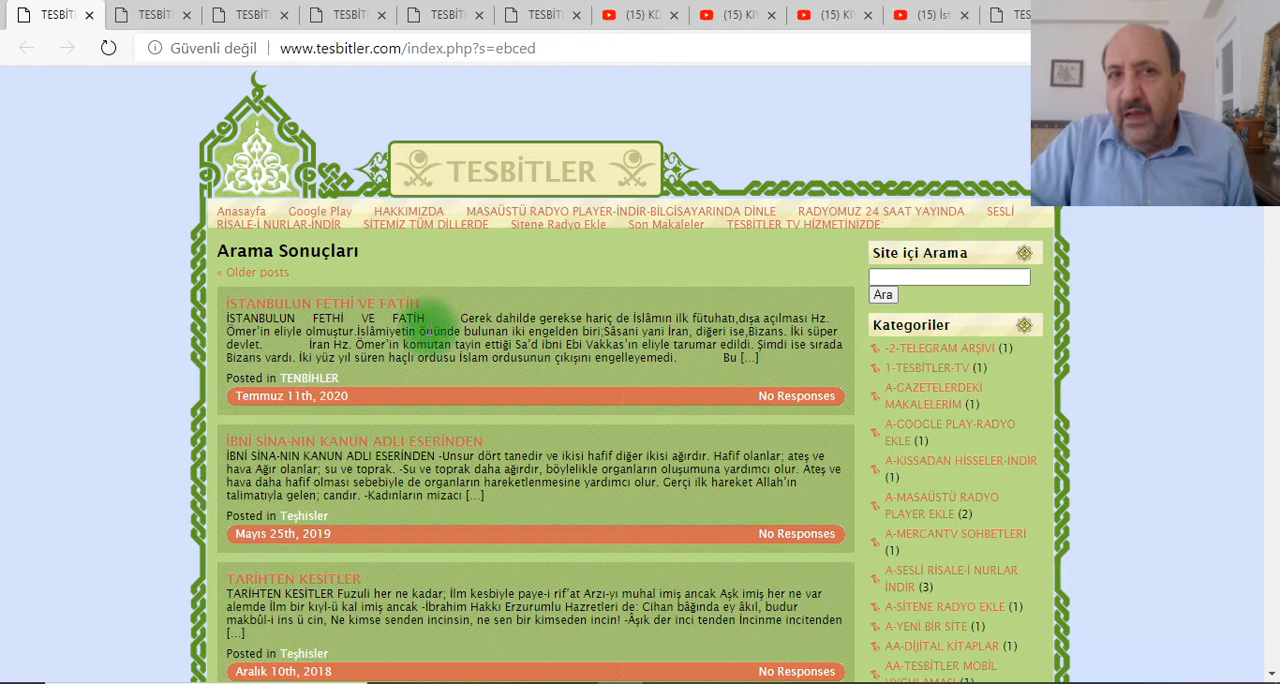 TESBİT
TESBİT
TESBİT
TESBİT
TESBİT
TESBİT
(15) KD
(15) KIY
(15) KIY
(15) İst
TES
Güvenli değil
www.tesbitler.com/index.php?s=ebced
TESBİTLER
Anasayfa Google Play HAKKIMIZDA MASAÜSTÜ RADYO PLAYER-İNDİR-BİLGİSAYARINDA DİNLE RADYOMUZ 24 SAAT YAYINDA SESLİ
RİSALE-İ NURLAR-İNDİR SİTEMİZ TÜM DİLLERDE Sitene Radyo Ekle Son Makaleler TESBİTLER TV HİZMETİNİZDE:
Arama Sonuçları
« Older posts
İSTANBULUN FETHİ VE FATİH
İSTANBULUN FETHİ VE FATİH Gerek dahilde gerekse hariç de İslâmın ilk fütuhatı,dışa açılması Hz.
Ömer’in eliyle olmuştur.İslâmiyetin önünde bulunan iki engelden biri;Sâsani yani İran, diğeri ise,Bizans. İki süper
devlet. İran Hz. Ömer’in komutan tayin ettiği Sa’d ibni Ebi Vakkas’ın eliyle tarumar edildi. Şimdi ise sırada
Bizans vardı. İki yüz yıl süren haçlı ordusu İslam ordusunun çıkışını engelleyemedi. Bu [...]
Posted in TENBİHLER
Temmuz 11th, 2020 No Responses
İBNİ SİNA-NIN KANUN ADLI ESERİNDEN
İBNİ SİNA-NIN KANUN ADLI ESERİNDEN -Unsur dört tanedir ve ikisi hafif diğer ikisi ağırdır. Hafif olanlar; ateş ve
hava Ağır olanlar; su ve toprak. -Su ve toprak daha ağırdır, böylelikle organların oluşumuna yardımcı olur. Ateş ve
hava daha hafif olması sebebiyle de organların hareketlenmesine yardımcı olur. Gerçi ilk hareket Allah’ın
talimatıyla gelen; candır. -Kadınların mizacı [...]
Posted in Teşhisler
Mayıs 25th, 2019 No Responses
TARİHTEN KESİTLER
TARİHTEN KESİTLER Fuzuli her ne kadar; İlm kesbiyle paye-i rif’at Arzı-yı muhal imiş ancak Aşk imiş her ne var
alemde İlm bir kıyl-ü kal imiş ancak -İbrahim Hakkı Erzurumlu Hazretleri de: Cihan bâğında ey âkıl, budur
makbûl-i ins ü cin, Ne kimse senden incinsin, ne sen bir kimseden incin! -Âşık der inci tenden İncinme incitenden
[...]
Posted in Teşhisler
Aralık 10th, 2018 No Responses
Site içi Arama
Ara
Kategoriler
-2-TELEGRAM ARŞİVİ (1)
1-TESBİTLER-TV (1)
A-GAZETELERDEKİ
MAKALELERİM (1)
A-GOOGLE PLAY-RADYO
EKLE (1)
A-KISSADAN HİSSELER-İNDİR
(1)
A-MASAÜSTÜ RADYO
PLAYER EKLE (2)
A-MERCANTV SOHBETLERİ
(1)
A-SESLİ RİSALE-İ NURLAR
İNDİR (3)
A-SİTENE RADYO EKLE (1)
A-YENİ BİR SİTE (1)
AA-DİJİTAL KİTAPLAR (1)
AA-TESBİTLER MOBİL
UYGULAMASI (1)